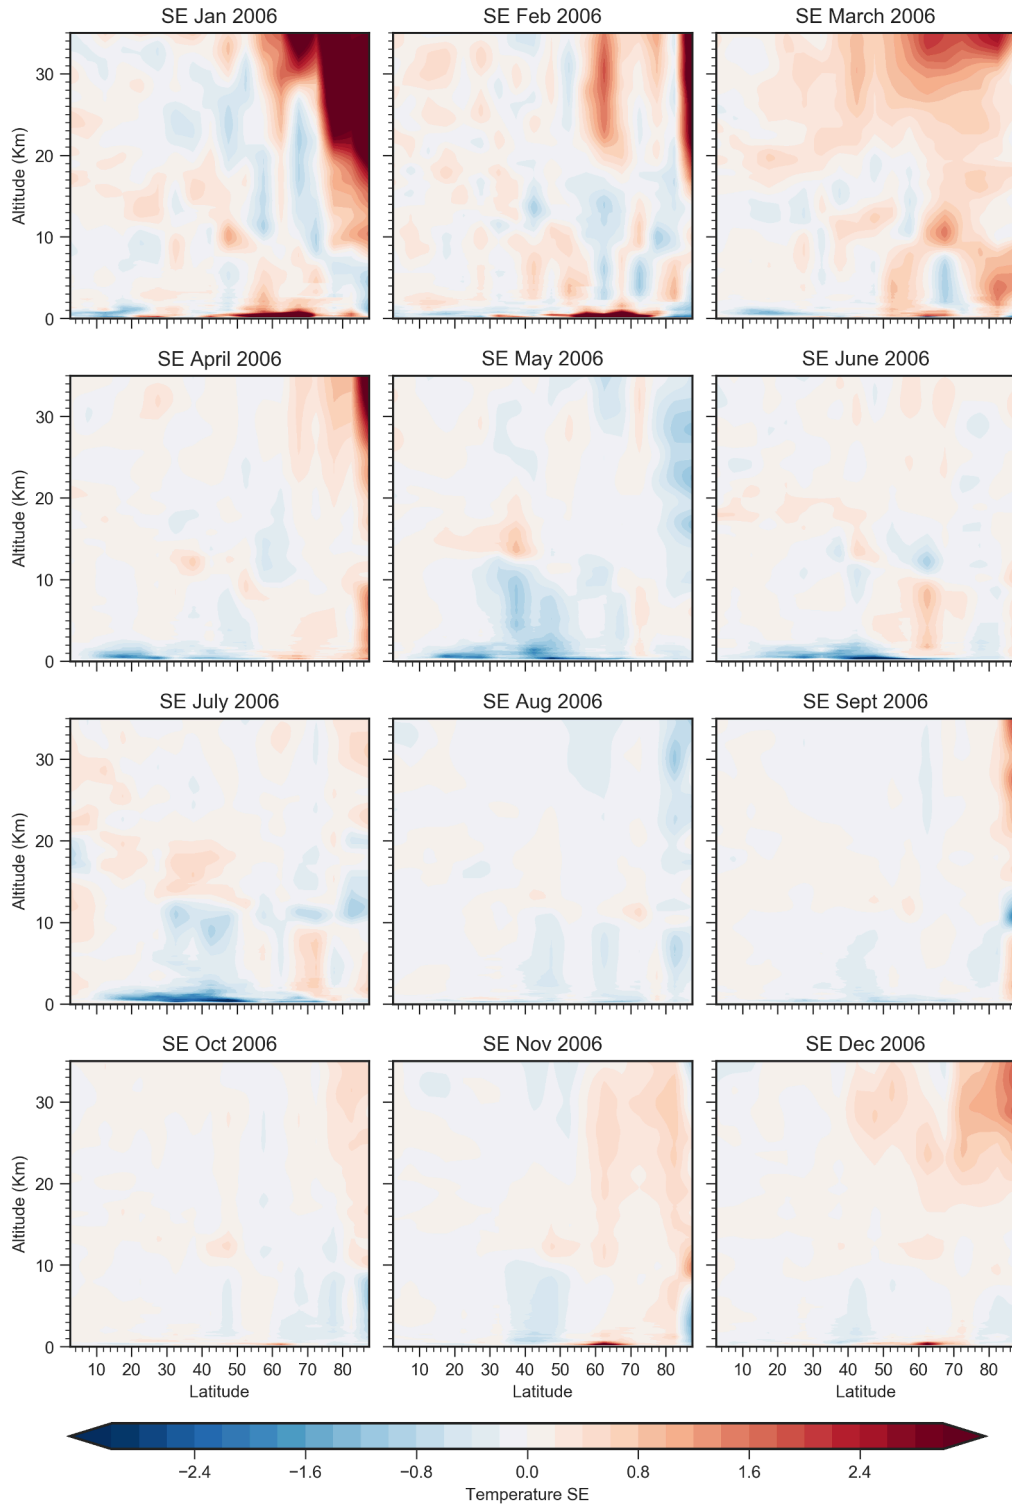 SE Jan 2006
SE Feb 2006
SE March 2006
Altitude (Km)
30
20
10
0
SE April 2006
SE May 2006
SE June 2006
Altitude (Km)
30
20
10
0
SE July 2006
SE Aug 2006
SE Sept 2006
Altitude (Km)
30
20
10
0
SE Oct 2006
SE Nov 2006
SE Dec 2006
Altitude (Km)
30
20
10
0
10 20 30 40 50 60 70 80
10 20 30 40 50 60 70 80
10 20 30 40 50 60 70 80
Latitude
Latitude
Latitude
−2.4 −1.6 −0.8 0.0 0.8 1.6 2.4
Temperature SE